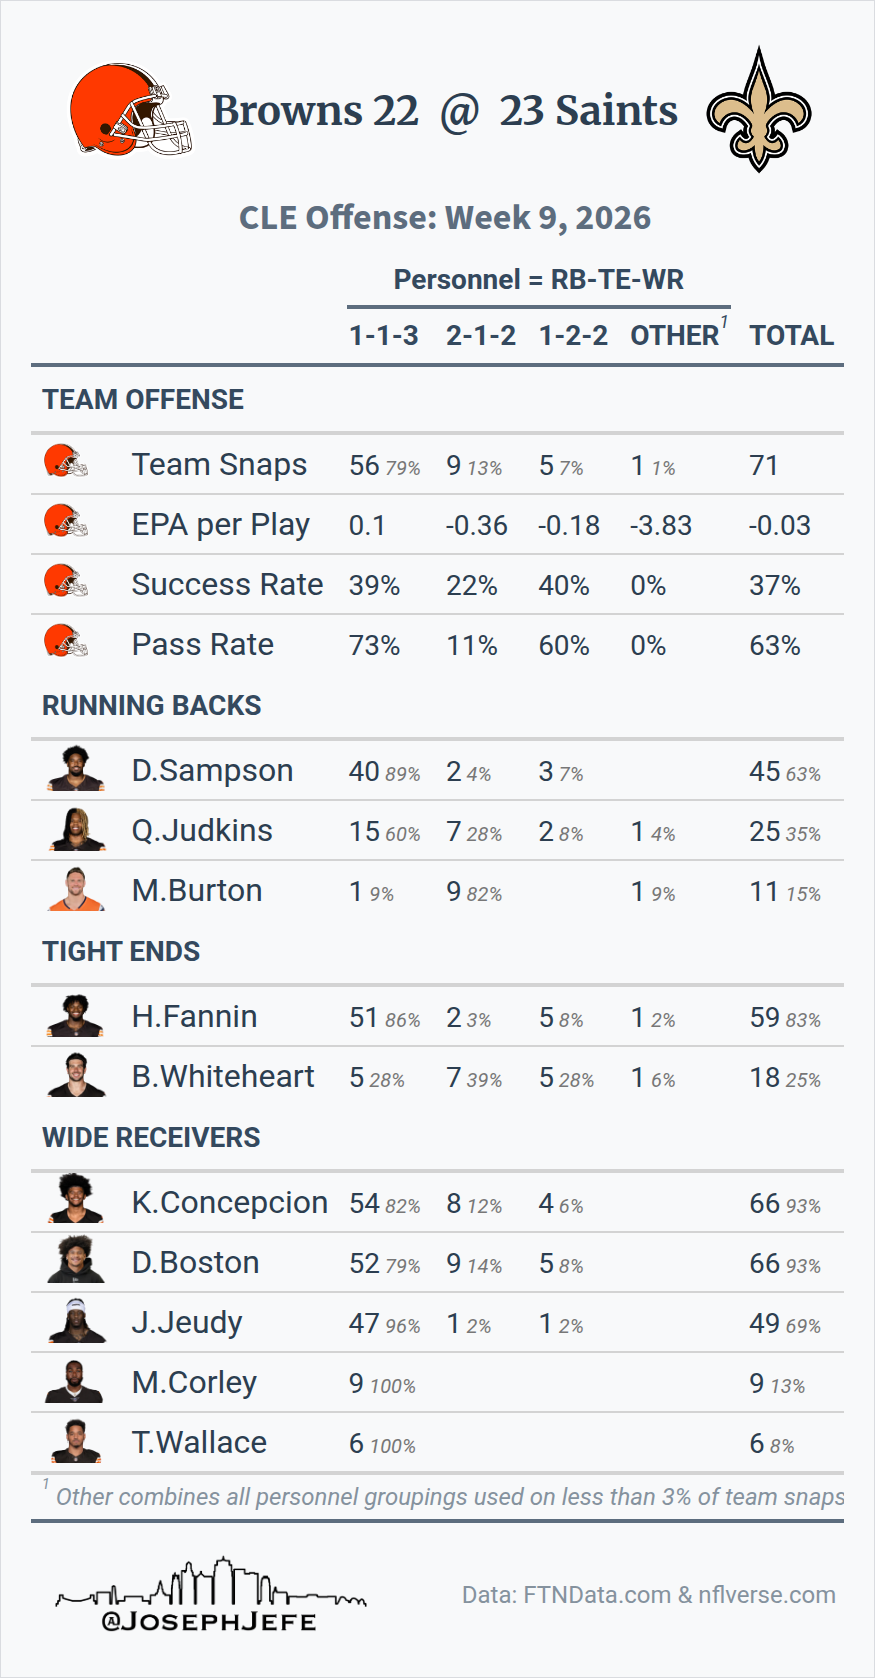 Browns 22 @ 23 Saints
CLE Offense: Week 9, 2026
Personnel = RB-TE-WR
1-1-3 2-1-2 1-2-2 OTHER1 TOTAL
TEAM OFFENSE
Team Snaps 56 79% 9 13% 5 7% 1 1% 71
EPA per Play 0.1 -0.36 -0.18 -3.83 -0.03
Success Rate 39% 22% 40% 0% 37%
Pass Rate 73% 11% 60% 0% 63%
RUNNING BACKS
D.Sampson 40 89% 2 4% 3 7% 45 63%
Q.Judkins 15 60% 7 28% 2 8% 1 4% 25 35%
M.Burton 1 9% 9 82% 1 9% 11 15%
TIGHT ENDS
H.Fannin 51 86% 2 3% 5 8% 1 2% 59 83%
B.Whiteheart 5 28% 7 39% 5 28% 1 6% 18 25%
WIDE RECEIVERS
K.Concepcion 54 82% 8 12% 4 6% 66 93%
D.Boston 52 79% 9 14% 5 8% 66 93%
J.Jeudy 47 96% 1 2% 1 2% 49 69%
M.Corley 9 100% 9 13%
T.Wallace 6 100% 6 8%
1 Other combines all personnel groupings used on less than 3% of team snaps
@JOSEPHJEFE
Data: FTNData.com & nflverse.com